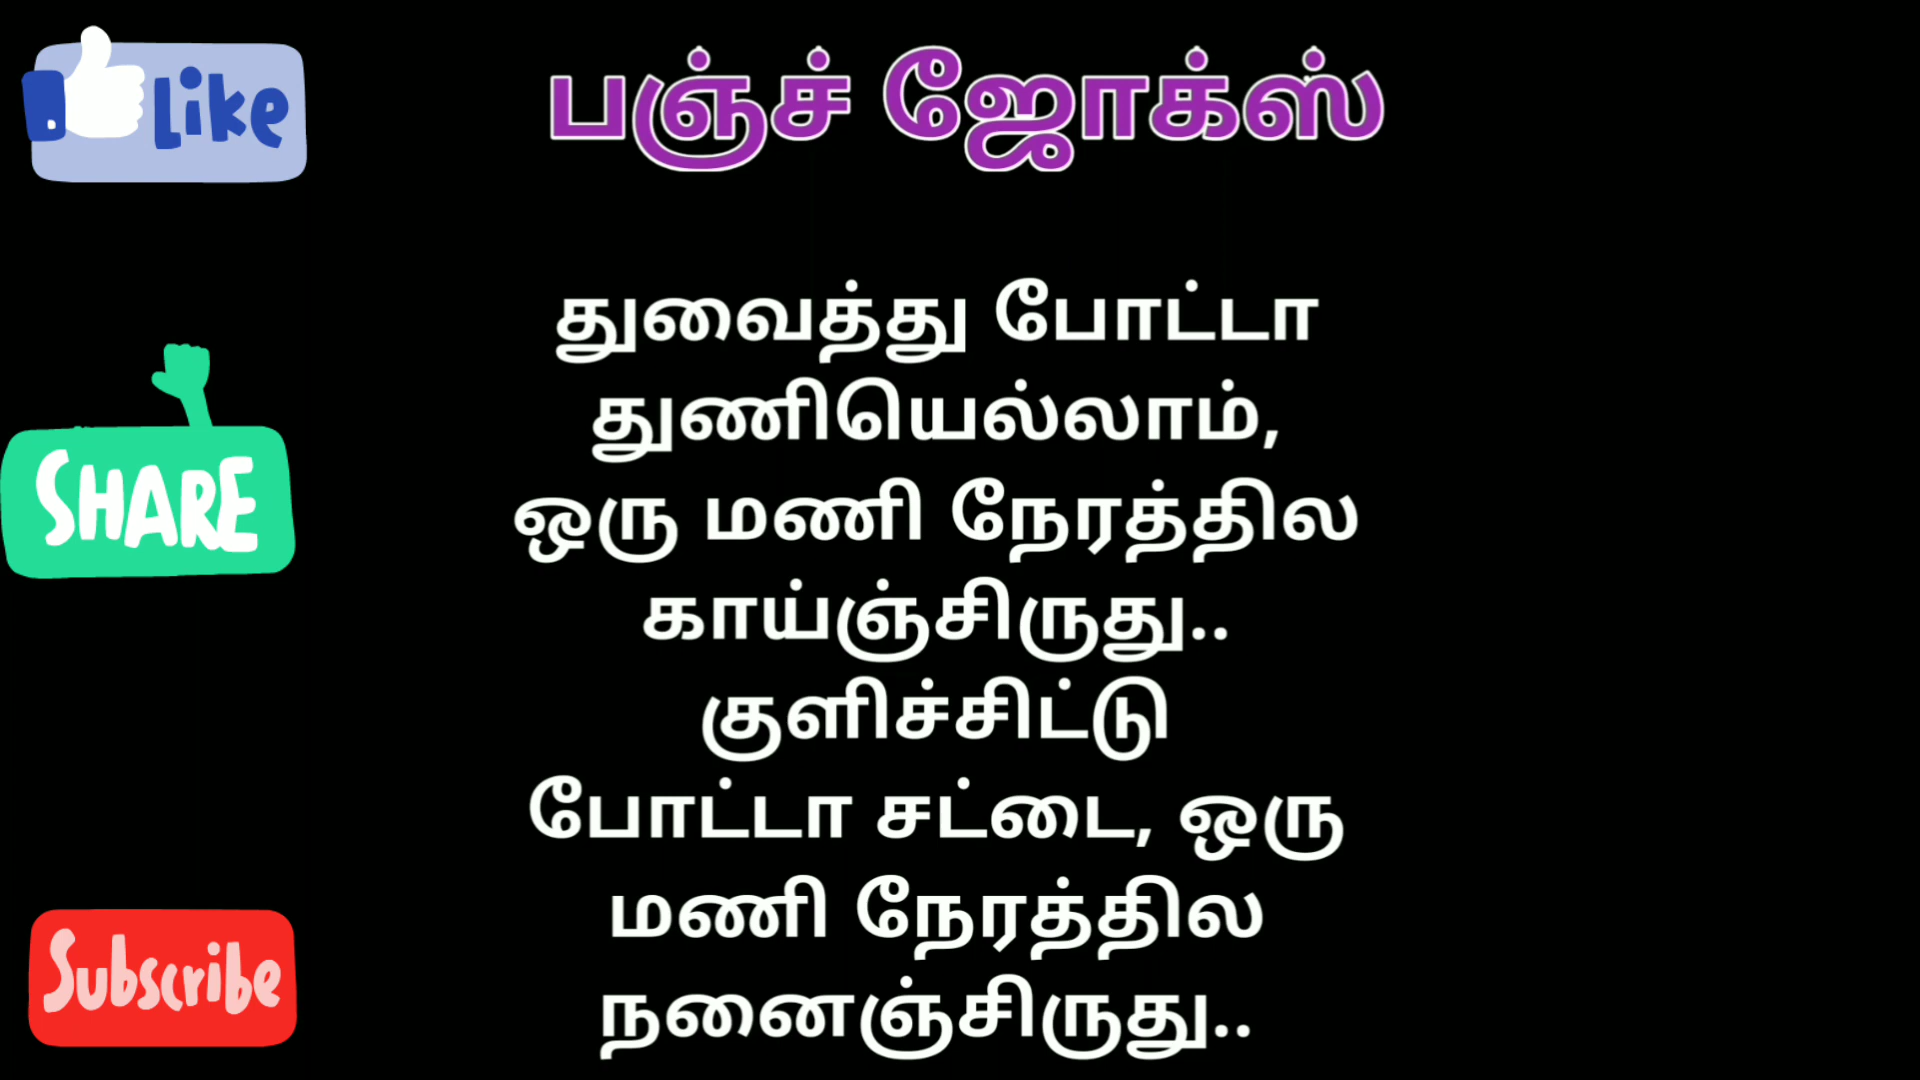 Like
பஞ்ச் ஜோக்ஸ்
துவைத்து போட்டா
துணியெல்லாம்,
ஒரு மணி நேரத்தில
காய்ஞ்சிருது..
குளிச்சிட்டு
போட்டா சட்டை, ஒரு
மணி நேரத்தில
நனைஞ்சிருது..
SHARE
Subscribe